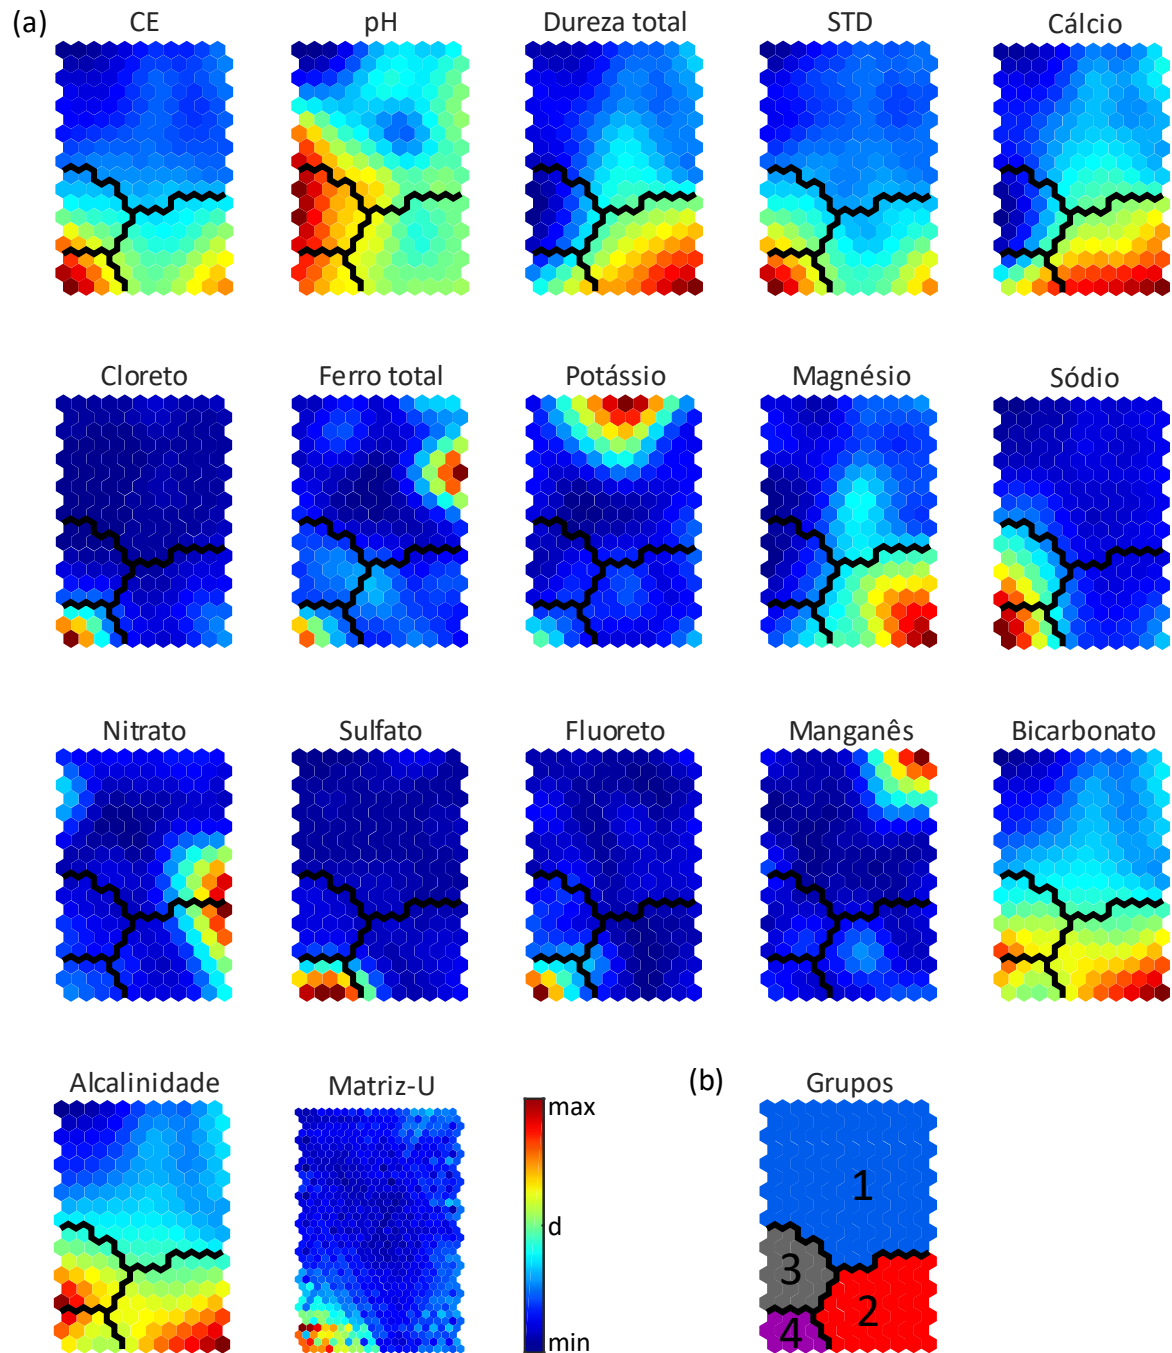 (a)
CE pH Dureza total STD Cálcio
Cloreto Ferro total Potássio Magnésio Sódio
Nitrato Sulfato Fluoreto Manganês Bicarbonato
Alcalinidade Matriz-U
max
d
min
(b) Grupos
1
3
2
4